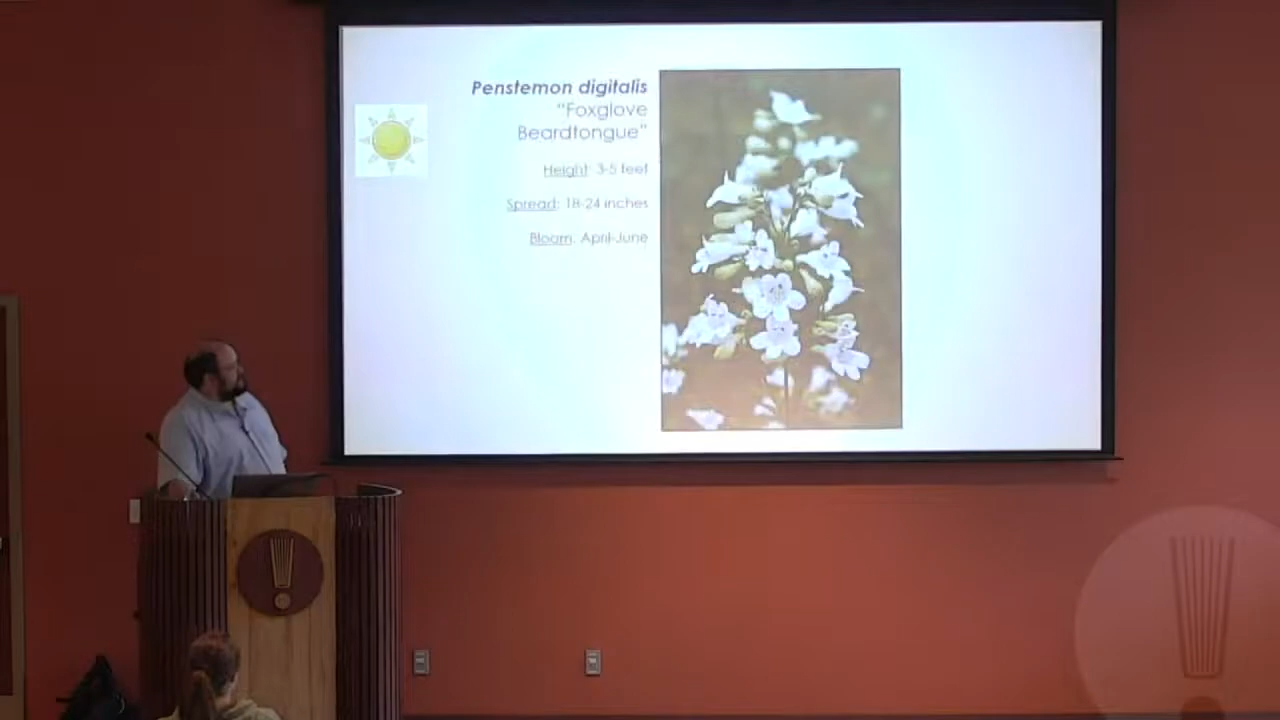 Penstemon digitalis
“Foxglove
Beardtongue”
Height: 3-5 feet
Spread: 18-24 inches
Bloom: April-June